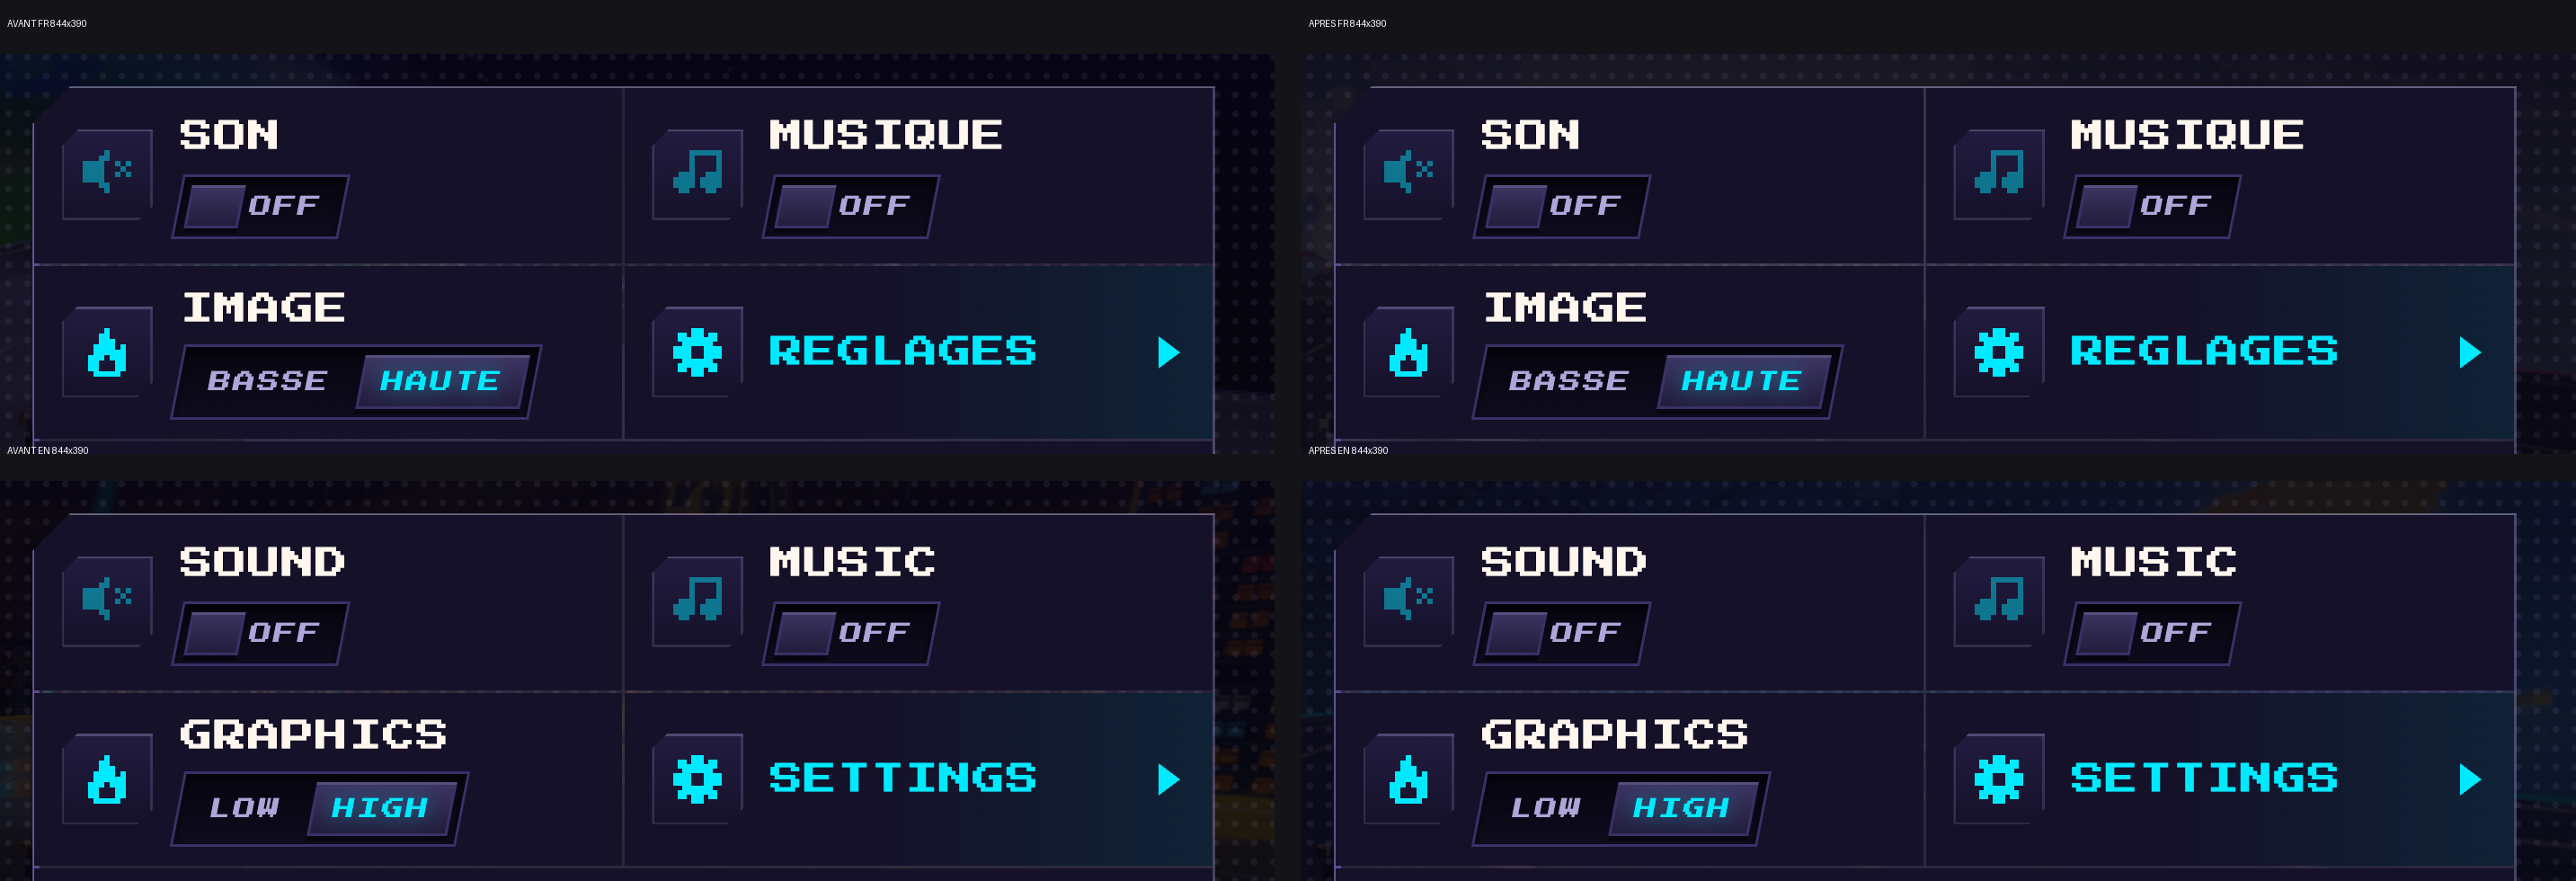 AVANT FR 844x390
SON
OFF
MUSIQUE
OFF
IMAGE
BASSE HAUTE
REGLAGES
APRES FR 844x390
SON
OFF
MUSIQUE
OFF
IMAGE
BASSE HAUTE
REGLAGES
AVANT EN 844x390
SOUND
OFF
MUSIC
OFF
GRAPHICS
LOW HIGH
SETTINGS
APRES EN 844x390
SOUND
OFF
MUSIC
OFF
GRAPHICS
LOW HIGH
SETTINGS